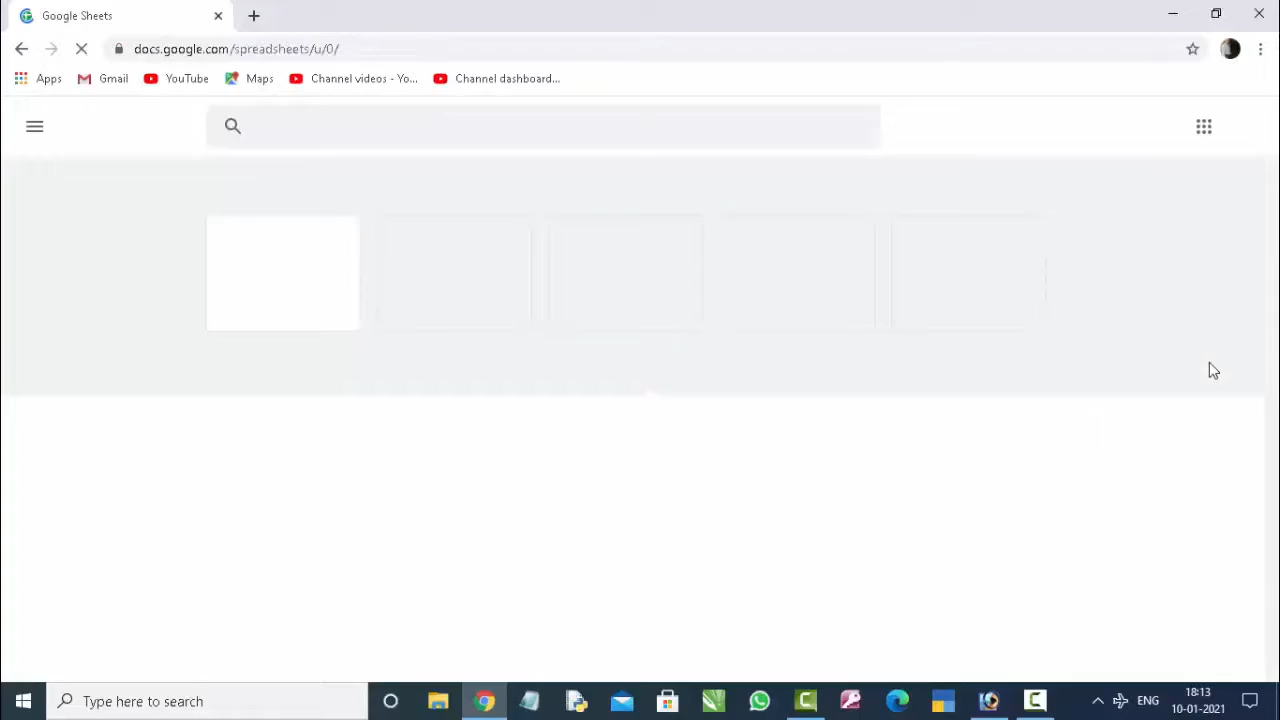 Google Sheets
docs.google.com/spreadsheets/u/0/
Apps Gmail YouTube Maps Channel videos - Yo... Channel dashboard...
Type here to search
ENG
18:13
10-01-2021